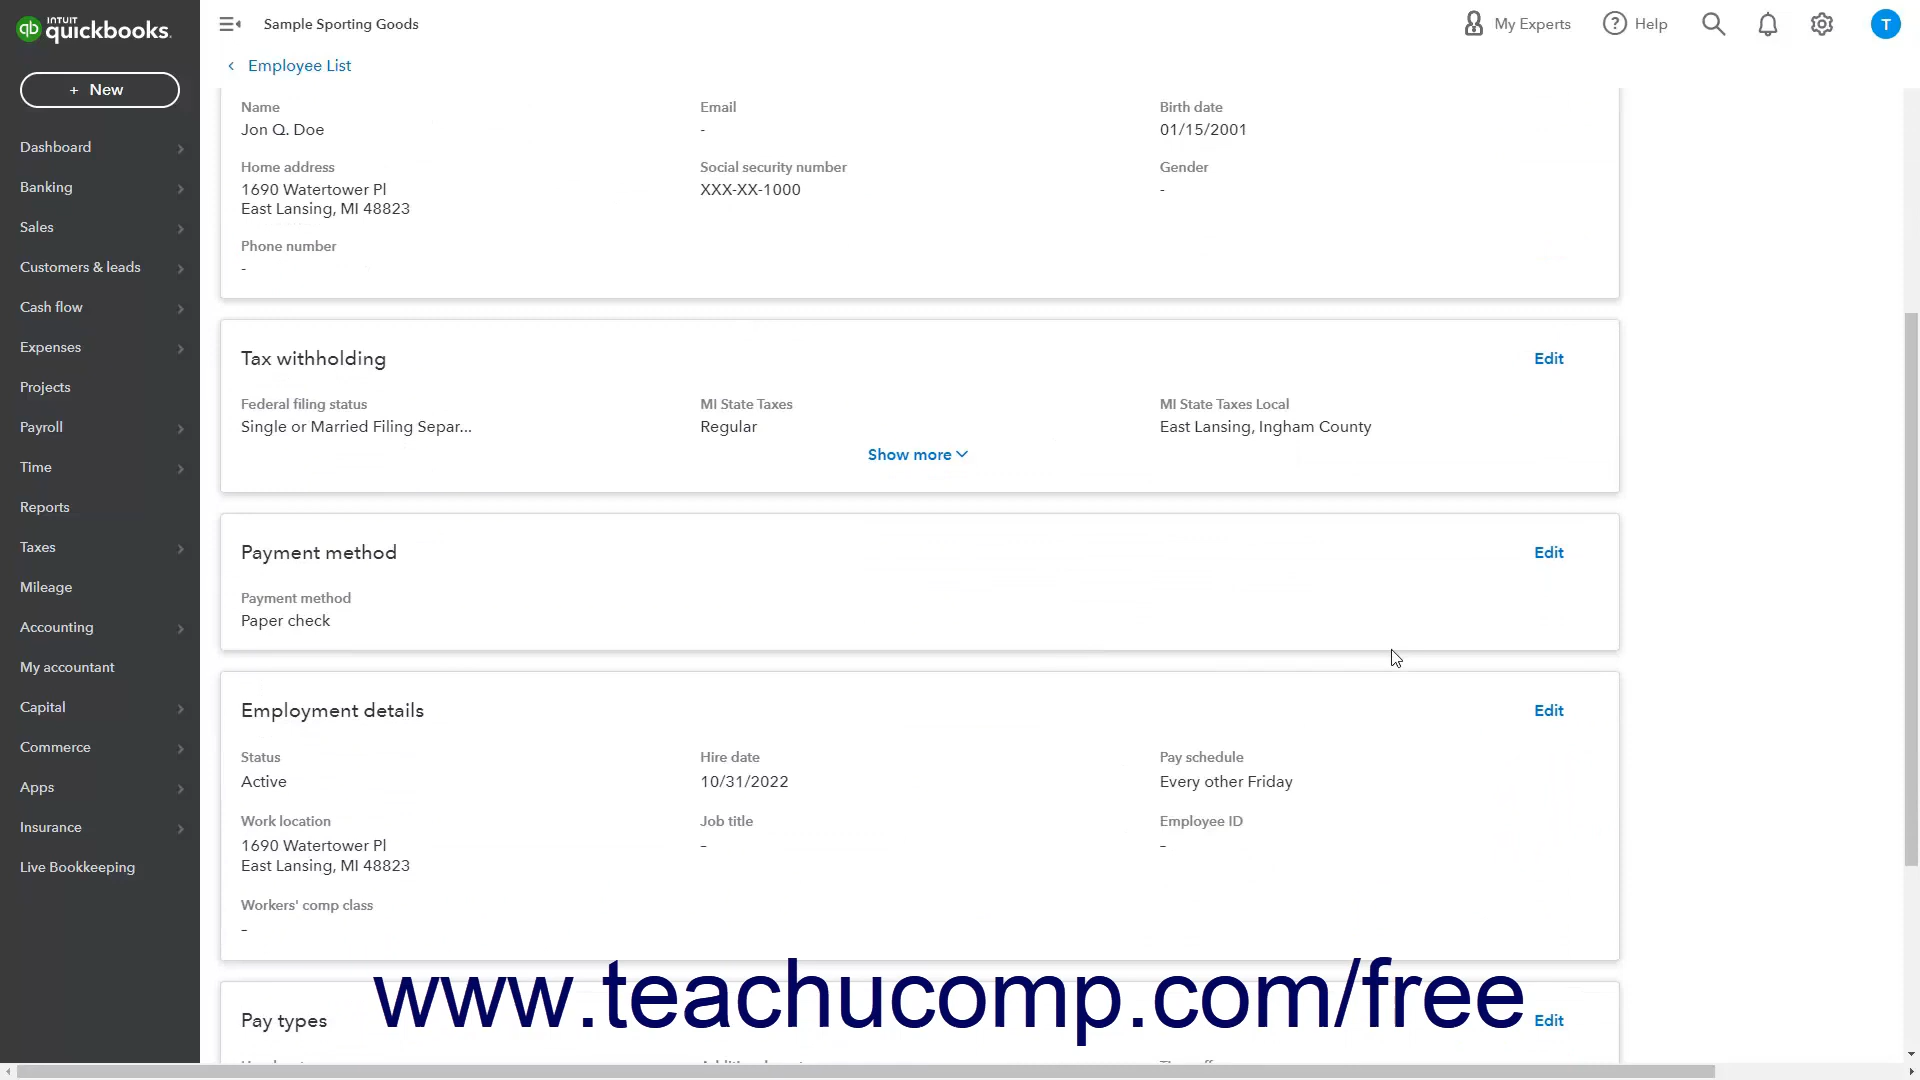 INTUIT
qb quickbooks.
Sample Sporting Goods
My Experts
Help
T
+ New
Employee List
Dashboard
Banking
Sales
Customers & leads
Cash flow
Expenses
Projects
Payroll
Time
Reports
Taxes
Mileage
Accounting
My accountant
Capital
Commerce
Apps
Insurance
Live Bookkeeping
Name
Jon Q. Doe
Email
-
Birth date
01/15/2001
Home address
1690 Watertower Pl
East Lansing, MI 48823
Social security number
XXX-XX-1000
Gender
-
Phone number
-
Tax withholding
Edit
Federal filing status
Single or Married Filing Separ...
MI State Taxes
Regular
MI State Taxes Local
East Lansing, Ingham County
Show more
Payment method
Edit
Payment method
Paper check
Employment details
Edit
Status
Active
Hire date
10/31/2022
Pay schedule
Every other Friday
Work location
1690 Watertower Pl
East Lansing, MI 48823
Job title
-
Employee ID
-
Workers' comp class
-
Pay types
Edit
www.teachucomp.com/free